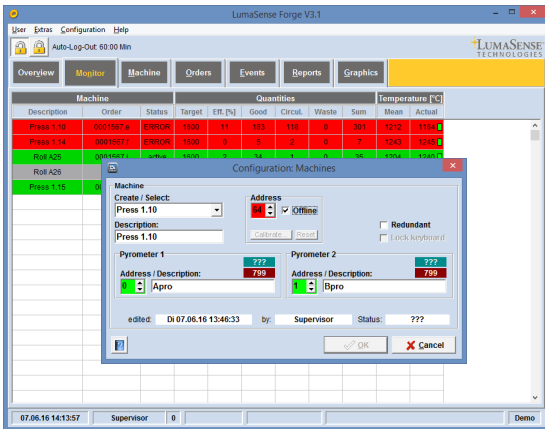 LumaSense Forge V3.1
User Extras Configuration Help
Auto-Log-Out: 60:00 Min
LUMASENSE
TECHNOLOGIES
Overview Monitor Machine Orders Events Reports Graphics
Machine Quantities Temperature [°C]
Description Order Status Target Eff. [%] Good Circul. Waste Sum Mean Actual
Press 1.10 0001567.e ERROR 1600 11 183 118 0 301 1212 1184
Press 1.14 0001567.f ERROR 1600 0 5 2 0 7 1243 1245
Roll A25 0001567.i active 1600 2 34 1 0 35 1204 1240
Roll A26
Press 1.15
Configuration: Machines
Machine
Create / Select:
Press 1.10
Address
64 Offline
Description:
Press 1.10
Calibrate... Reset
Redundant
Lock keyboard
Pyrometer 1
???
Address / Description:
799
0 Apro
Pyrometer 2
???
Address / Description:
799
1 Bpro
edited: Di 07.06.16 13:46:33 by: Supervisor Status: ???
? OK Cancel
07.06.16 14:13:57 Supervisor 0 Demo